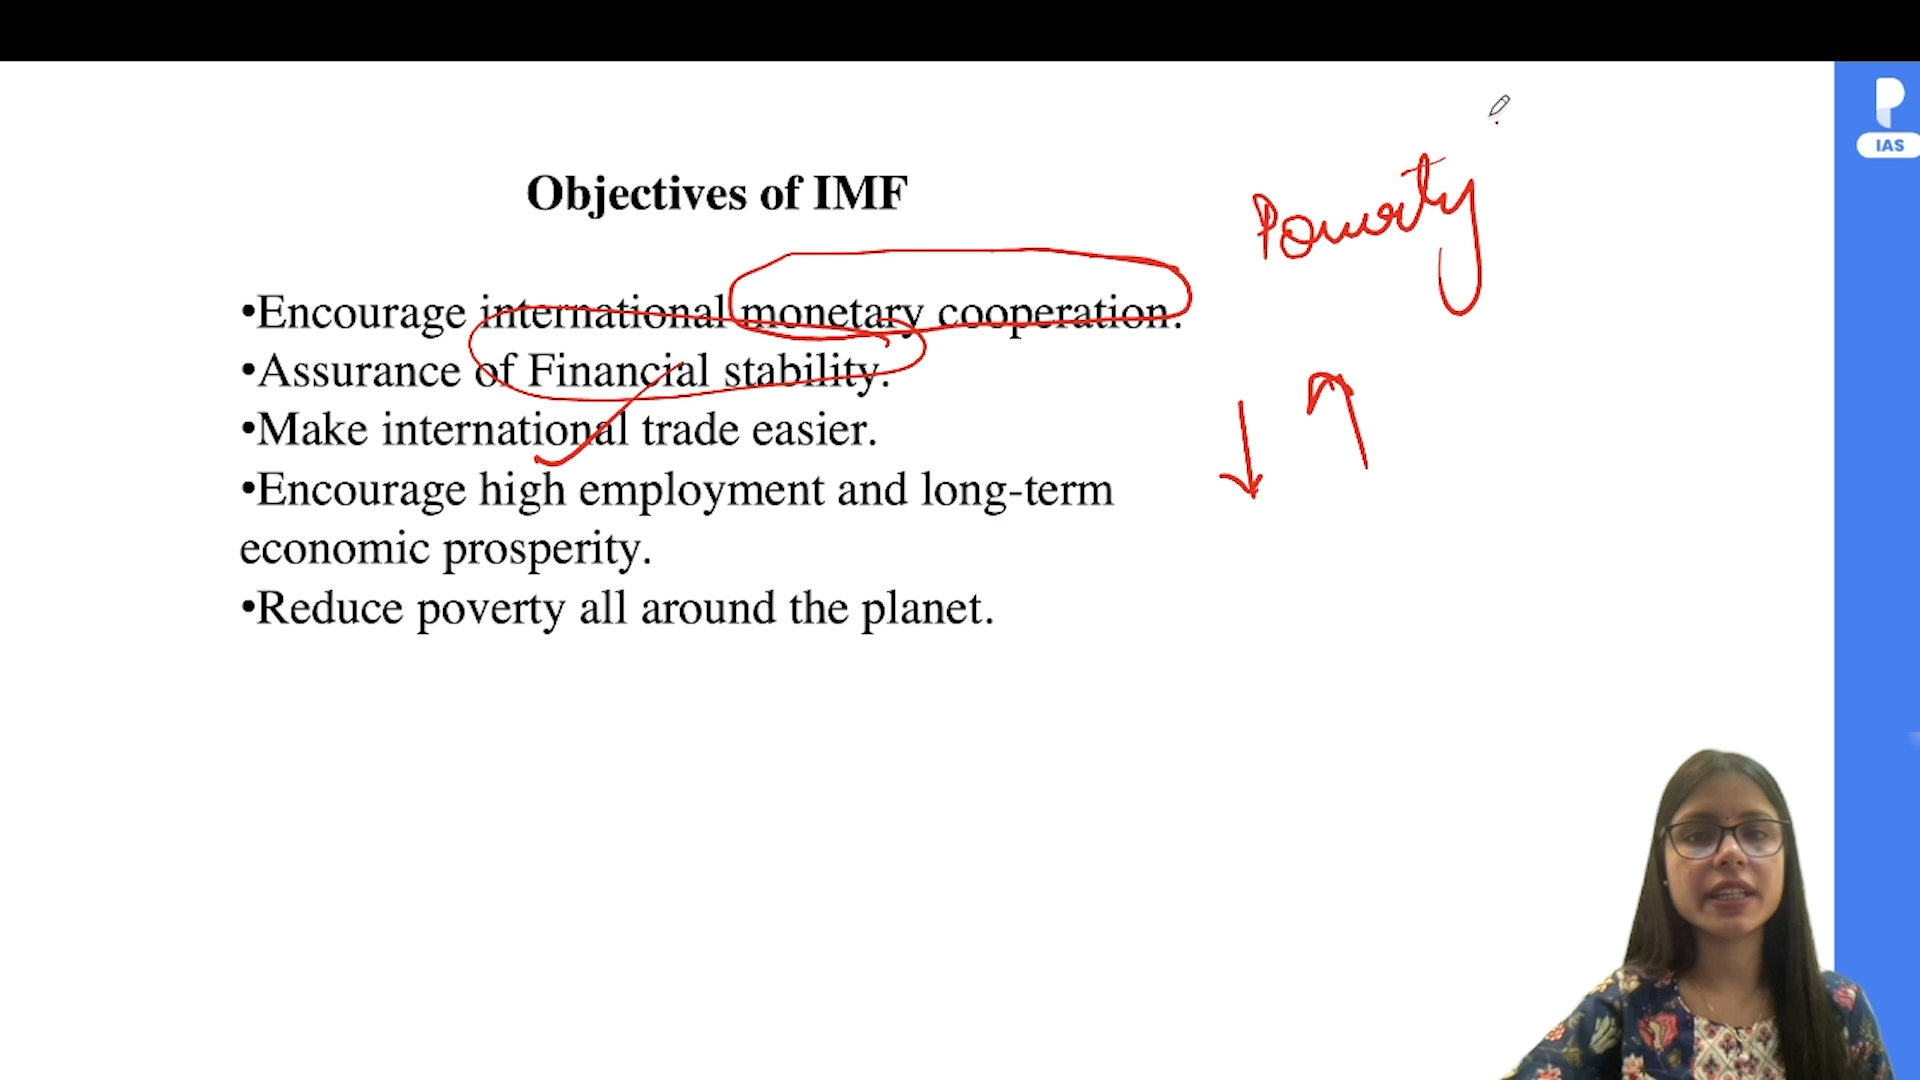 IAS
Poverty
Objectives of IMF
•Encourage international monetary cooperation.
•Assurance of Financial stability.
•Make international trade easier.
•Encourage high employment and long-term
economic prosperity.
•Reduce poverty all around the planet.